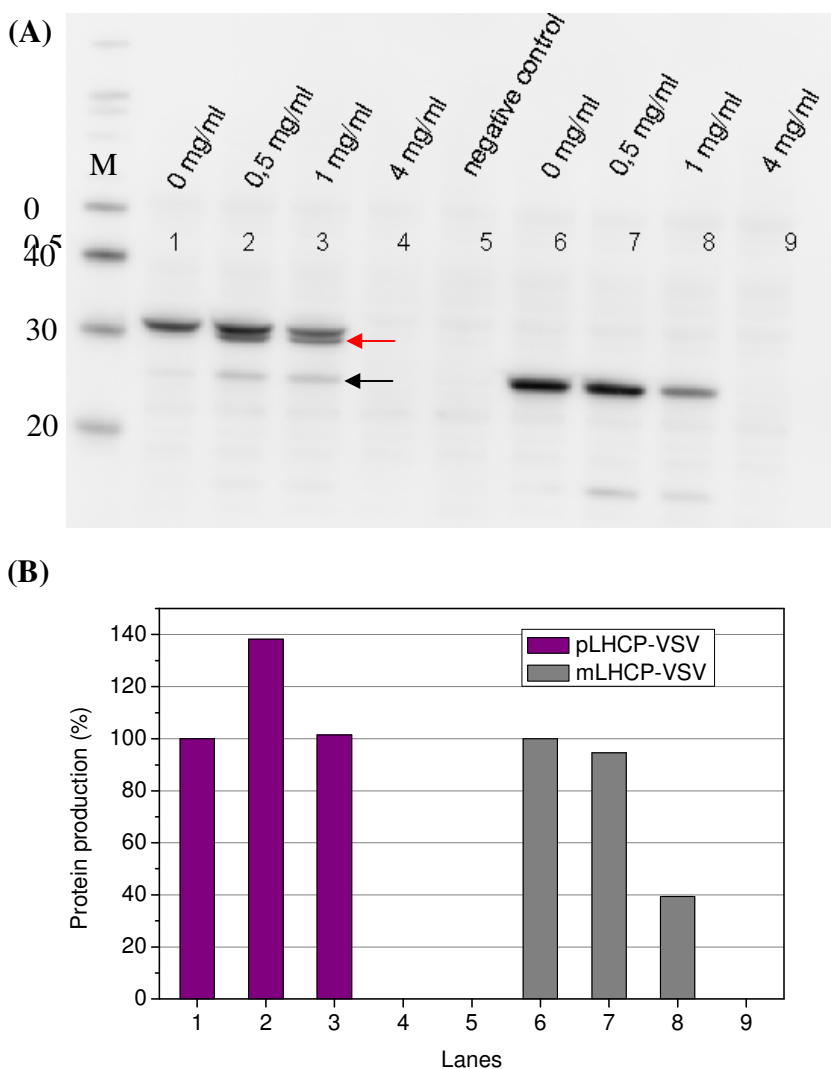 (A)
0 mg/ml 0,5 mg/ml 1 mg/ml 4 mg/ml negative control 0 mg/ml 0,5 mg/ml 1 mg/ml 4 mg/ml
M
0
0,5 1 2 3 4 5 6 7 8 9
40
30
20
(B)
140
120
100
80
60
40
20
0
Protein production (%)
pLHCP-VSV
mLHCP-VSV
1 2 3 4 5 6 7 8 9
Lanes